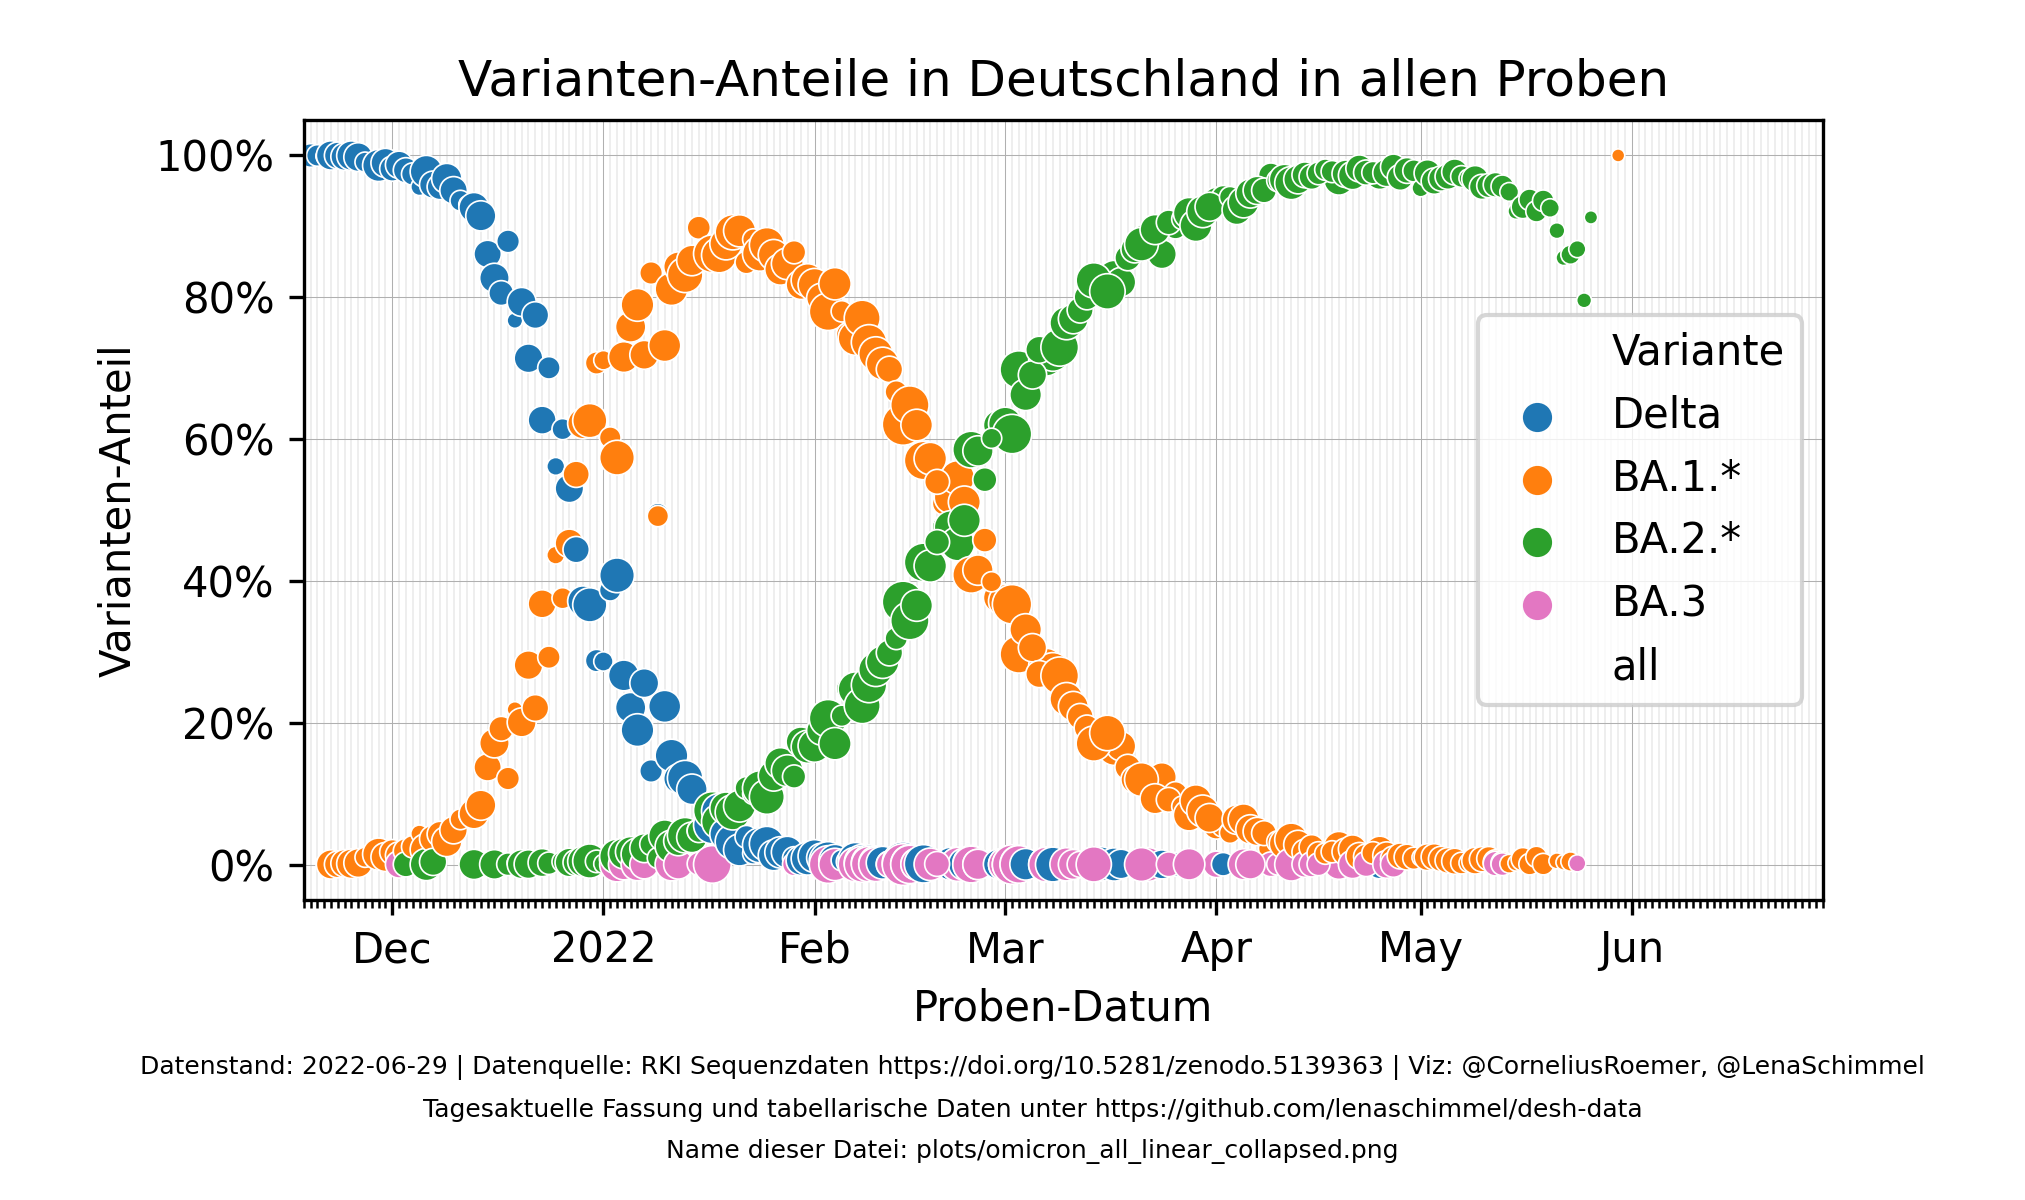 Varianten-Anteile in Deutschland in allen Proben
100%
80%
60%
40%
20%
0%
Varianten-Anteil
Variante
Delta
BA.1.*
BA.2.*
BA.3
all
Dec 2022 Feb Mar Apr May Jun
Proben-Datum
Datenstand: 2022-06-29 | Datenquelle: RKI Sequenzdaten https://doi.org/10.5281/zenodo.5139363 | Viz: @CorneliusRoemer, @LenaSchimmel
Tagesaktuelle Fassung und tabellarische Daten unter https://github.com/lenaschimmel/desh-data
Name dieser Datei: plots/omicron_all_linear_collapsed.png